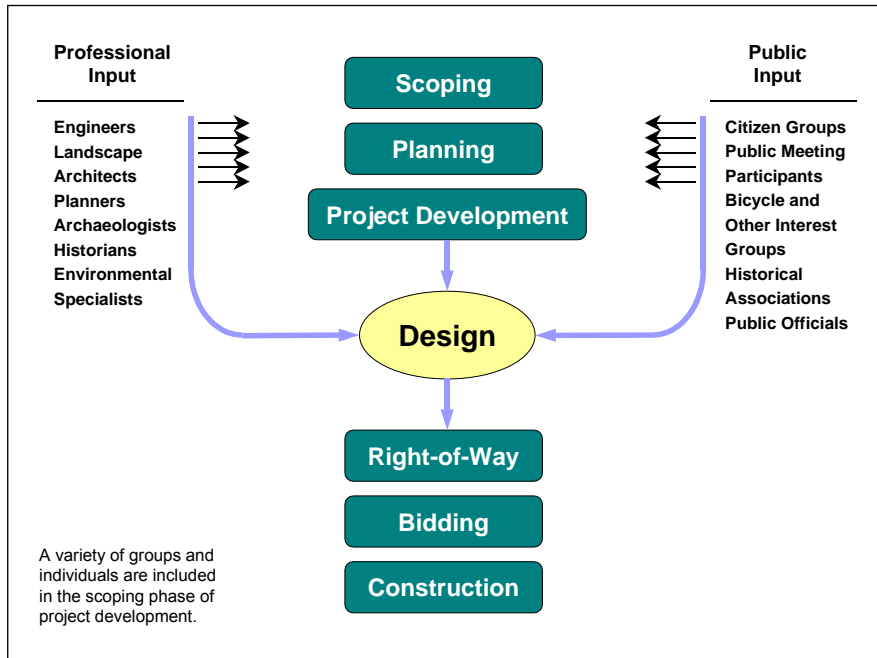 Professional
Input
Engineers
Landscape
Architects
Planners
Archaeologists
Historians
Environmental
Specialists
Scoping
Planning
Project Development
Design
Right-of-Way
Bidding
Construction
Public
Input
Citizen Groups
Public Meeting
Participants
Bicycle and
Other Interest
Groups
Historical
Associations
Public Officials
A variety of groups and
individuals are included
in the scoping phase of
project development.